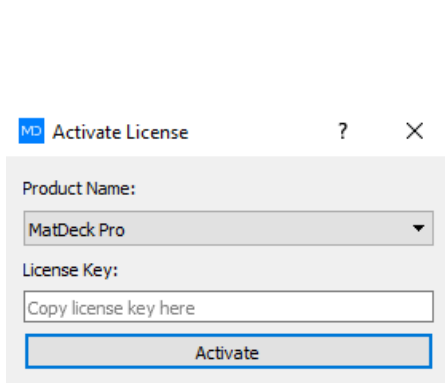 MD Activate License ? ×
Product Name:
MatDeck Pro
License Key:
Copy license key here
Activate